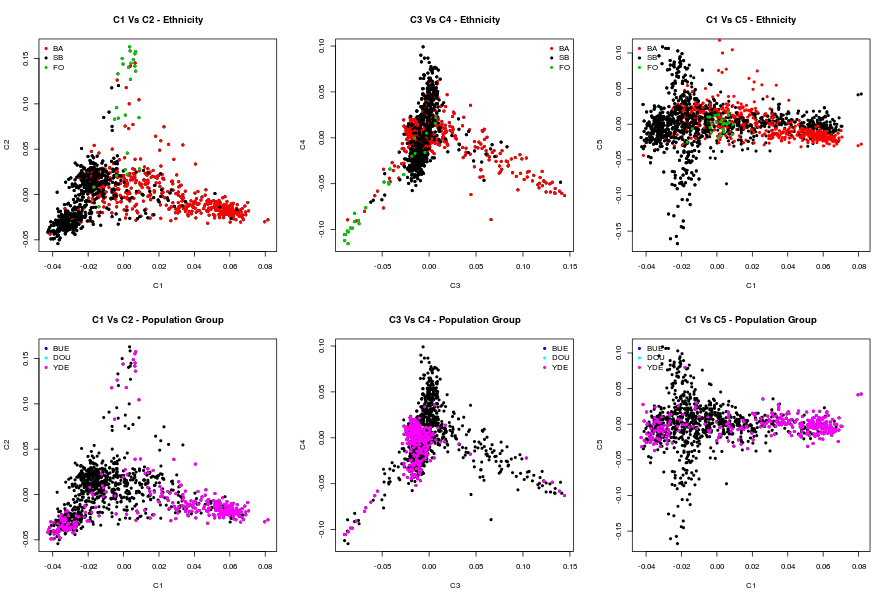 C1 Vs C2 - Ethnicity
C3 Vs C4 - Ethnicity
C1 Vs C5 - Ethnicity
BA
SB
FO
BA
SB
FO
BA
SB
FO
C2
0.15
0.10
0.05
0.00
-0.05
-0.04
-0.02
0.00
0.02
0.04
0.06
0.08
C1
C4
0.10
0.05
0.00
-0.05
-0.10
-0.05
0.00
0.05
0.10
0.15
C3
C5
0.10
0.05
0.00
-0.05
-0.10
-0.15
-0.04
-0.02
0.00
0.02
0.04
0.06
0.08
C1
C1 Vs C2 - Population Group
C3 Vs C4 - Population Group
C1 Vs C5 - Population Group
BUE
DOU
YDE
BUE
DOU
YDE
BUE
DOU
YDE
C2
0.15
0.10
0.05
0.00
-0.05
-0.04
-0.02
0.00
0.02
0.04
0.06
0.08
C1
C4
0.10
0.05
0.00
-0.05
-0.10
-0.05
0.00
0.05
0.10
0.15
C3
C5
0.10
0.05
0.00
-0.05
-0.10
-0.15
-0.04
-0.02
0.00
0.02
0.04
0.06
0.08
C1